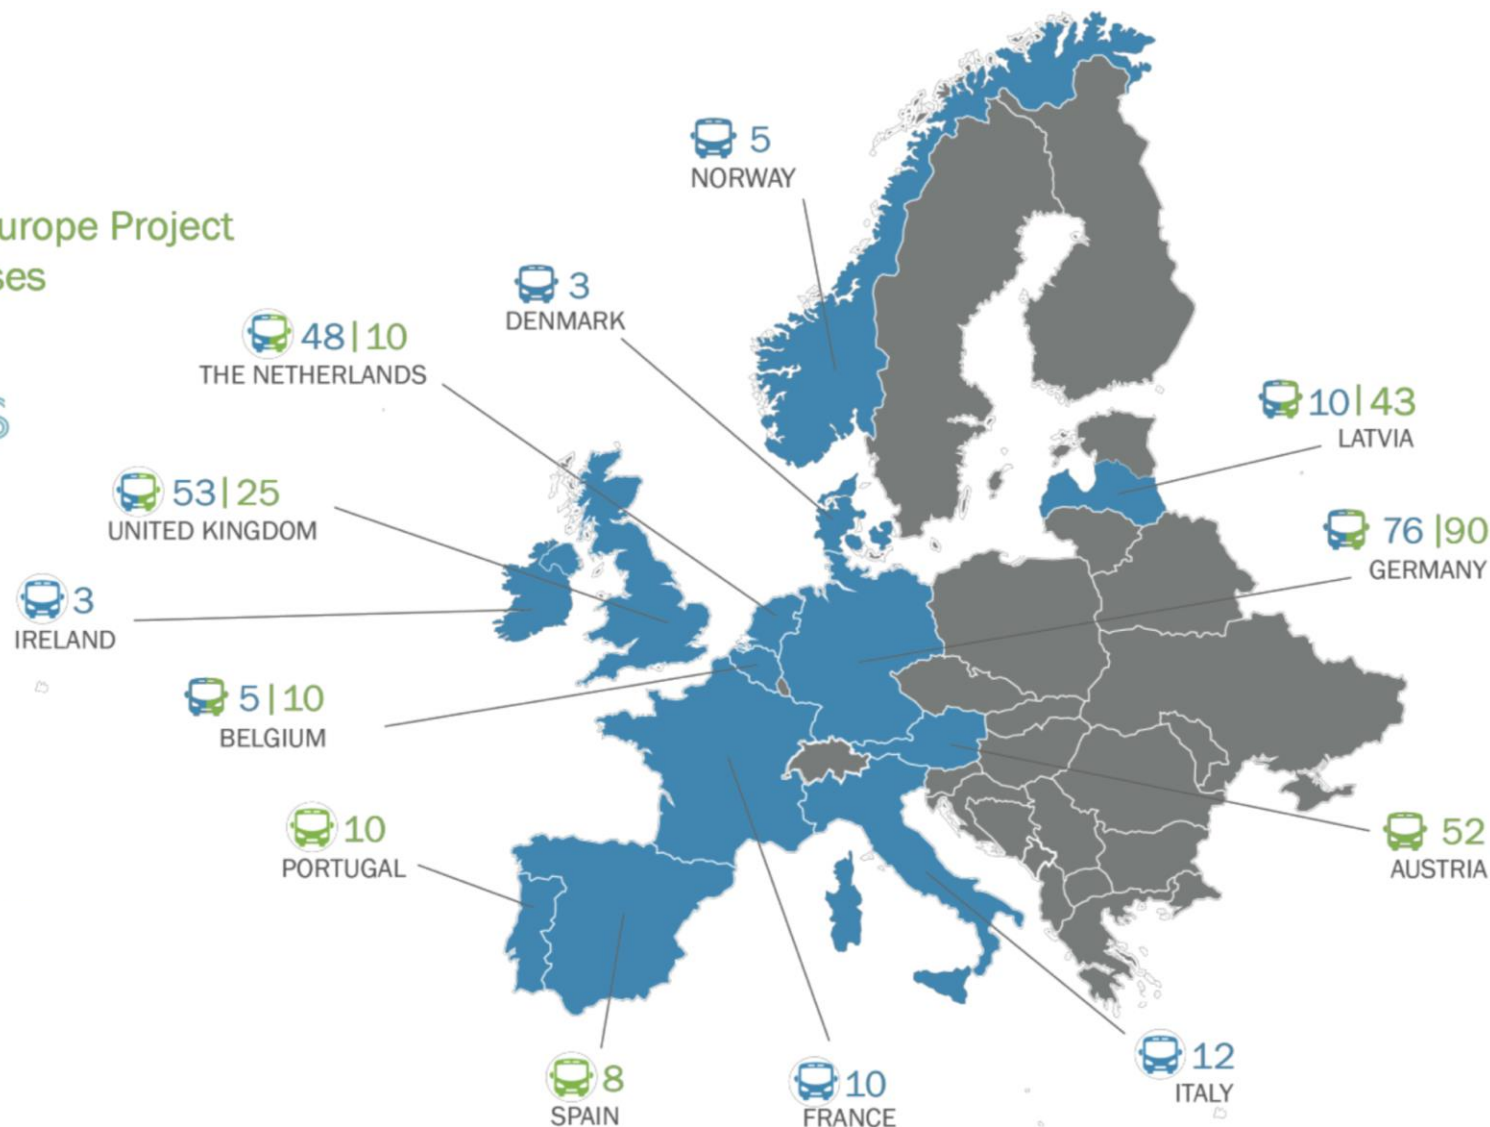 5
NORWAY
urope Project
ses
3
DENMARK
48|10
THE NETHERLANDS
10|43
LATVIA
53|25
UNITED KINGDOM
76|90
GERMANY
3
IRELAND
5|10
BELGIUM
10
PORTUGAL
52
AUSTRIA
8
SPAIN
10
FRANCE
12
ITALY